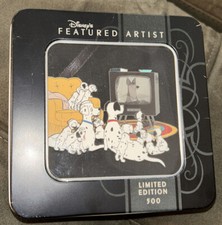 Disney's
FEATURED ARTIST
LIMITED
EDITION
500